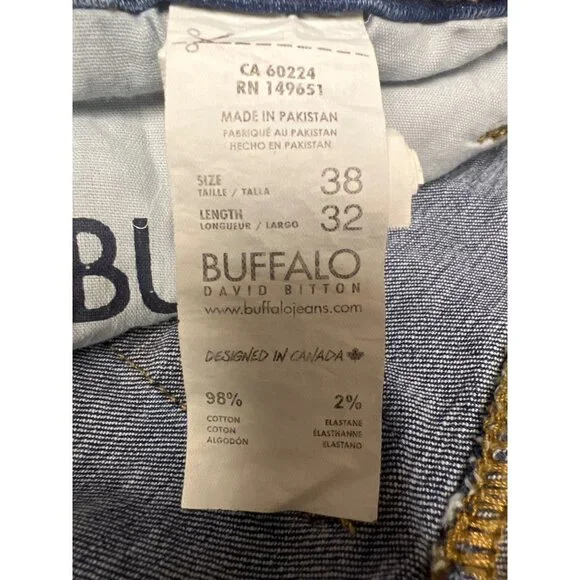 CA 60224
RN 149651
MADE IN PAKISTAN
FABRIQUÉ AU PAKISTAN
HECHO EN PAKISTAN
SIZE 38
TAILLE / TALLA
LENGTH 32
LONGUEUR / LARGO
BUFFALO
DAVID BITTON
www.buffalojeans.com
DESIGNED IN CANADA
98% 2%
COTTON ELASTANE
COTON ÉLASTHANNE
ALGODÓN ELASTANO
BU